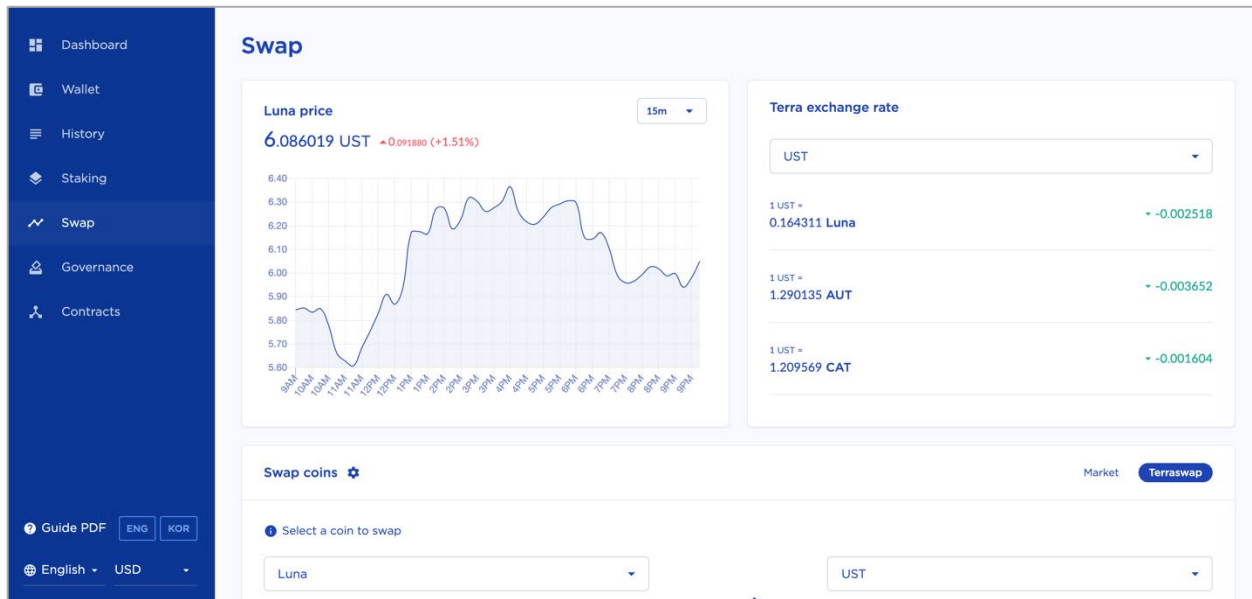 Dashboard
Wallet
History
Staking
Swap
Governance
Contracts
Guide PDF ENG KOR
English USD
Swap
Luna price
15m
6.086019 UST 0.091880 (+1.51%)
6.40
6.30
6.20
6.10
6.00
5.90
5.80
5.70
5.60
9AM 10AM 10AM 11AM 11AM 12PM 12PM 1PM 1PM 2PM 2PM 3PM 3PM 4PM 4PM 5PM 5PM 6PM 6PM 7PM 7PM 8PM 8PM 9PM 9PM
Terra exchange rate
UST
1 UST =
0.164311 Luna -0.002518
1 UST =
1.290135 AUT -0.003652
1 UST =
1.209569 CAT -0.001604
Swap coins Market Terraswap
Select a coin to swap
Luna UST